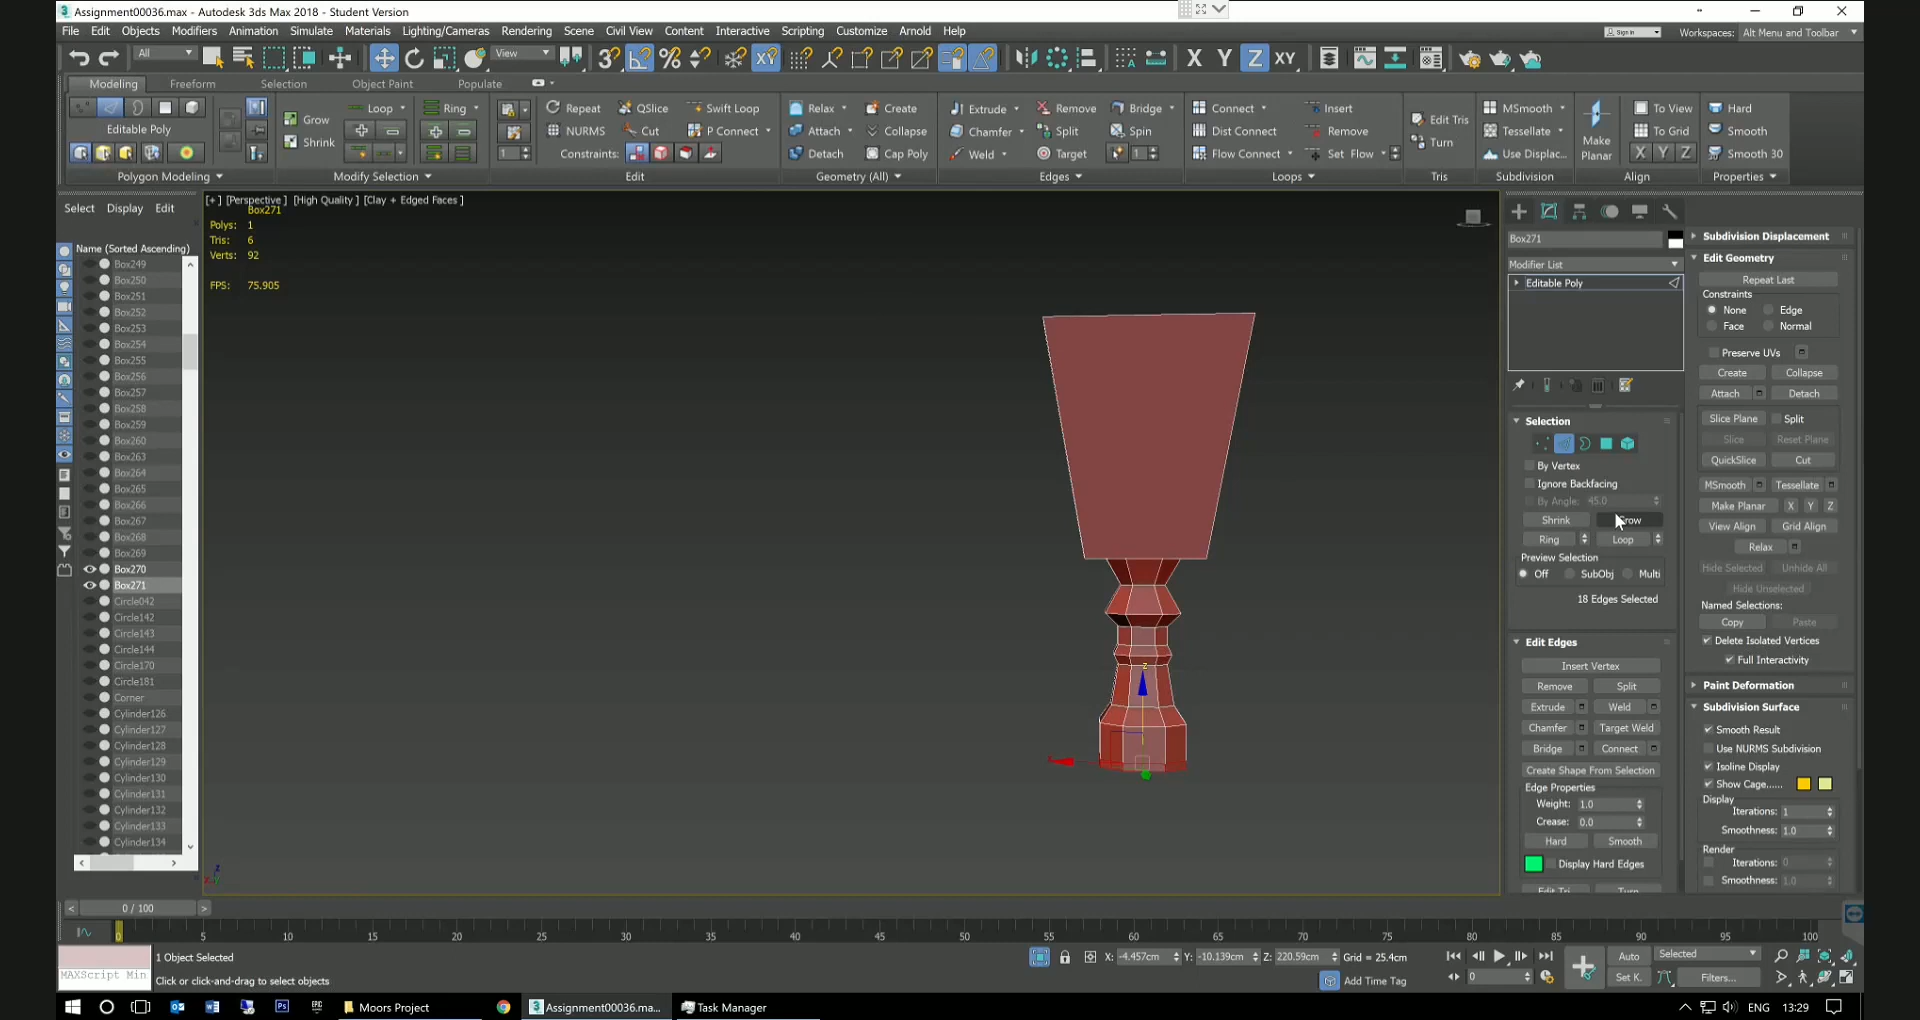 Assignment00036.max - Autodesk 3ds Max 2018 - Student Version
File Edit Objects Modifiers Animation Simulate Materials Lighting/Cameras Rendering Scene Civil View Content Interactive Scripting Customize Arnold Help
Sign In Workspaces: Alt Menu and Toolbar
All View X Y Z XY
Modeling Freeform Selection Object Paint Populate
Loop Ring Repeat QSlice Swift Loop Relax Create Extrude Remove Bridge Connect Insert MSmooth To View Hard
Editable Poly Grow NURMS Cut P Connect Attach Collapse Chamfer Split Spin Dist Connect Remove Edit Tris Tessellate Make Planar To Grid Smooth
Shrink 1 Constraints: Detach Cap Poly Weld Target 1 Flow Connect Set Flow Turn Use Displac... X Y Z Smooth 30
Polygon Modeling Modify Selection Edit Geometry (All) Edges Loops Tris Subdivision Align Properties
Select Display Edit
Name (Sorted Ascending)
Box249
Box250
Box251
Box252
Box253
Box254
Box255
Box256
Box257
Box258
Box259
Box260
Box263
Box264
Box265
Box266
Box267
Box268
Box269
Box270
Box271
Circle042
Circle142
Circle143
Circle144
Circle170
Circle181
Corner
Cylinder126
Cylinder127
Cylinder128
Cylinder129
Cylinder130
Cylinder131
Cylinder132
Cylinder133
Cylinder134
[+] [Perspective] [High Quality] [Clay + Edged Faces]
Box271
Polys: 1
Tris: 6
Verts: 92
FPS: 75.905
z
Box271
Modifier List
Editable Poly
Selection
By Vertex
Ignore Backfacing
By Angle: 45.0
Shrink
Ring Loop
Preview Selection
Off SubObj Multi
18 Edges Selected
Edit Edges
Insert Vertex
Remove Split
Extrude Weld
Chamfer Target Weld
Bridge Connect
Create Shape From Selection
Edge Properties
Weight: 1.0
Crease: 0.0
Hard Smooth
Display Hard Edges
Edit Tri. Turn
Subdivision Displacement
Edit Geometry
Repeat Last
Constraints
None Edge
Face Normal
Preserve UVs
Create Collapse
Attach Detach
Slice Plane Split
Slice Reset Plane
QuickSlice Cut
MSmooth Tessellate
Make Planar X Y Z
View Align Grid Align
Relax
Hide Selected Unhide All
Hide Unselected
Named Selections:
Copy Paste
Delete Isolated Vertices
Full Interactivity
Paint Deformation
Subdivision Surface
Smooth Result
Use NURMS Subdivision
Isoline Display
Show Cage......
Display
Iterations: 1
Smoothness: 1.0
Render
Iterations: 0
Smoothness: 1.0
< 0 / 100 >
0 5 10 15 20 25 30 35 40 45 50 55 60 65 70 75 80 85 90 95 100
MAXScript Min
1 Object Selected
Click or click-and-drag to select objects
X: -4.457cm Y: -10.139cm Z: 220.59cm Grid = 25.4cm
Add Time Tag
0
Auto Selected
Set K. Filters...
Moors Project Assignment00036.ma... Task Manager ENG 13:29